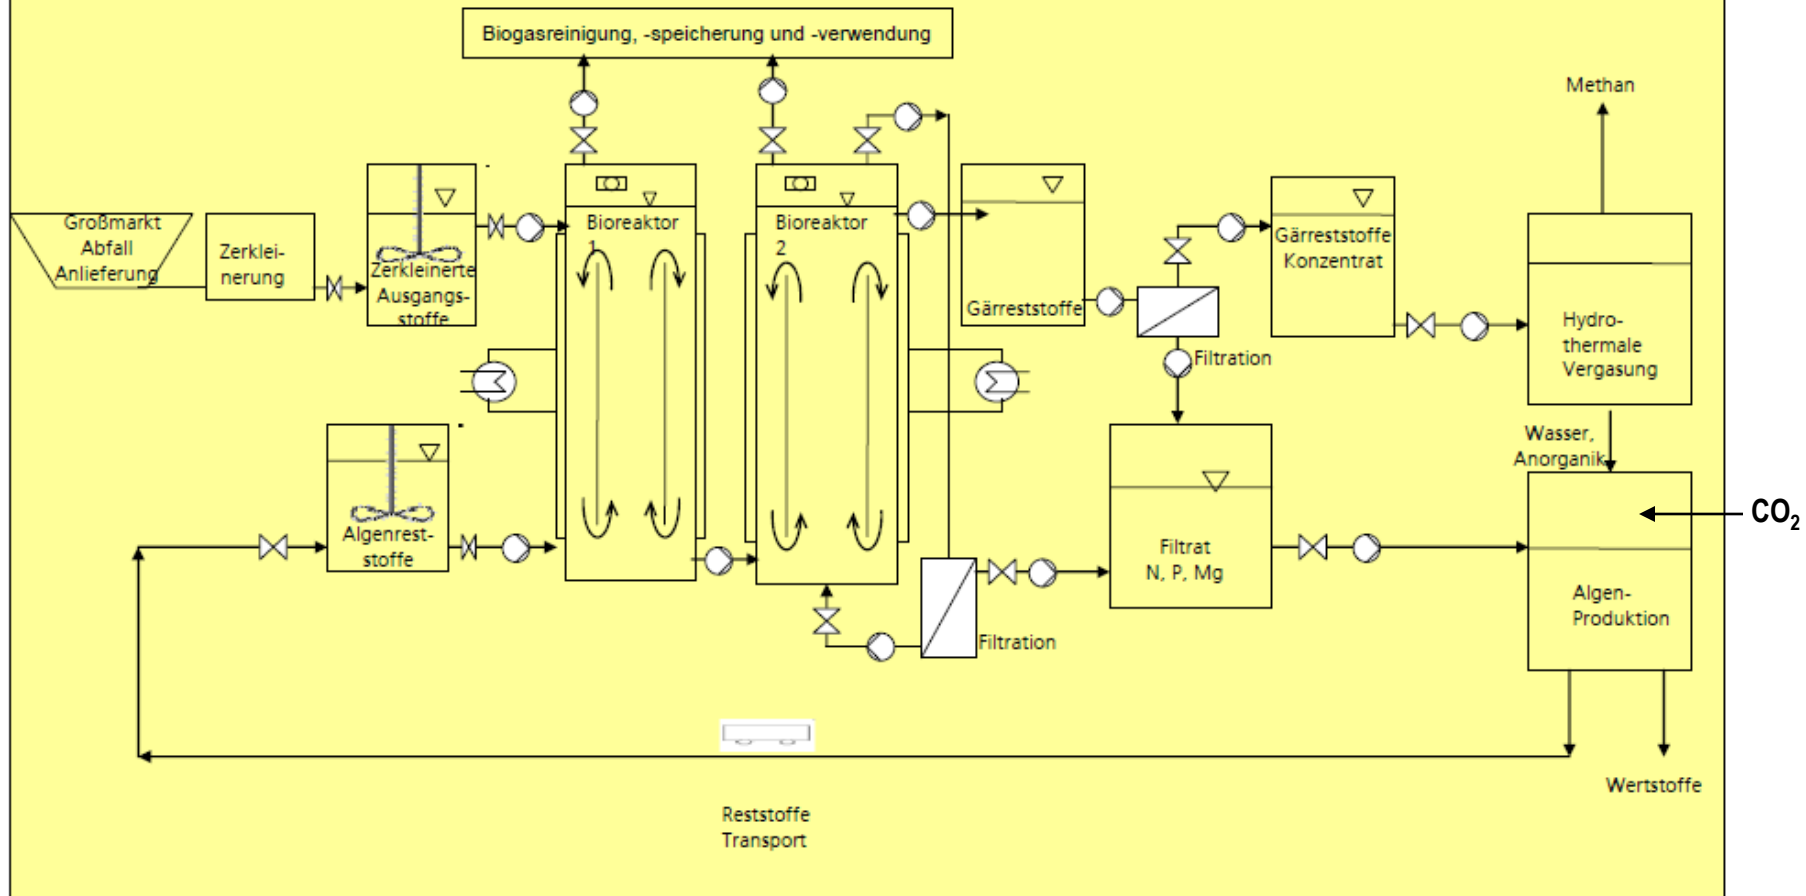 Biogasreinigung, -speicherung und -verwendung
Methan
Großmarkt
Abfall
Anlieferung
Zerklei-
nerung
Zerkleinerte
Ausgangs-
stoffe
Bioreaktor
1
Bioreaktor
2
Gärreststoffe
Filtration
Gärreststoffe
Konzentrat
Hydro-
thermale
Vergasung
Wasser,
Anorganik
CO₂
Algenrest-
stoffe
Filtration
Filtrat
N, P, Mg
Algen-
Produktion
Wertstoffe
Reststoffe
Transport